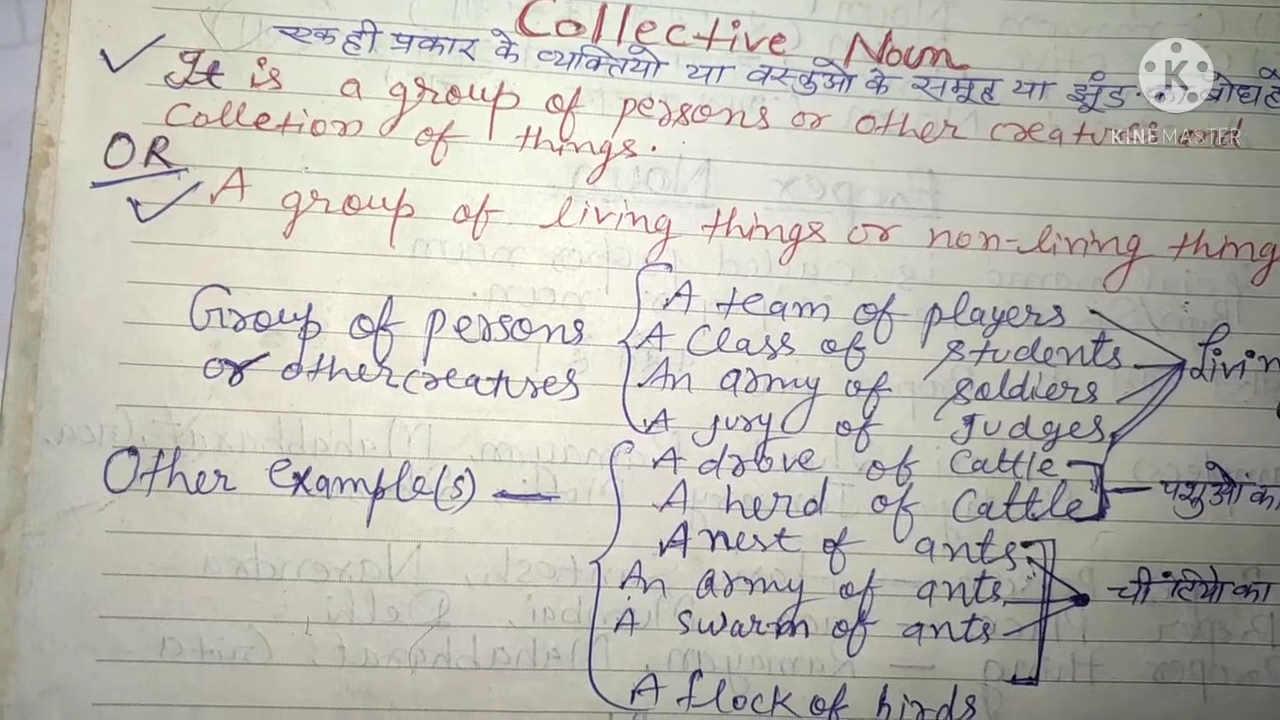 Collective Noun
एक ही प्रकार के व्यक्तियो या वस्तुओ के समूह या झूंड बोध है
It is a group of persons or other creatures and
Colletion of things.
OR
A group of living things or non-living thing
Group of persons
or other creatures
A team of players
A Class of students
An army of soldiers
A jury of Judges
Livin
Other example(s) —
A drove of Cattle
A herd of Cattle
पशुओ का
A nest of ants
An army of ants
A swarm of ants
चीटियो का
A flock of birds
K
KINEMASTER